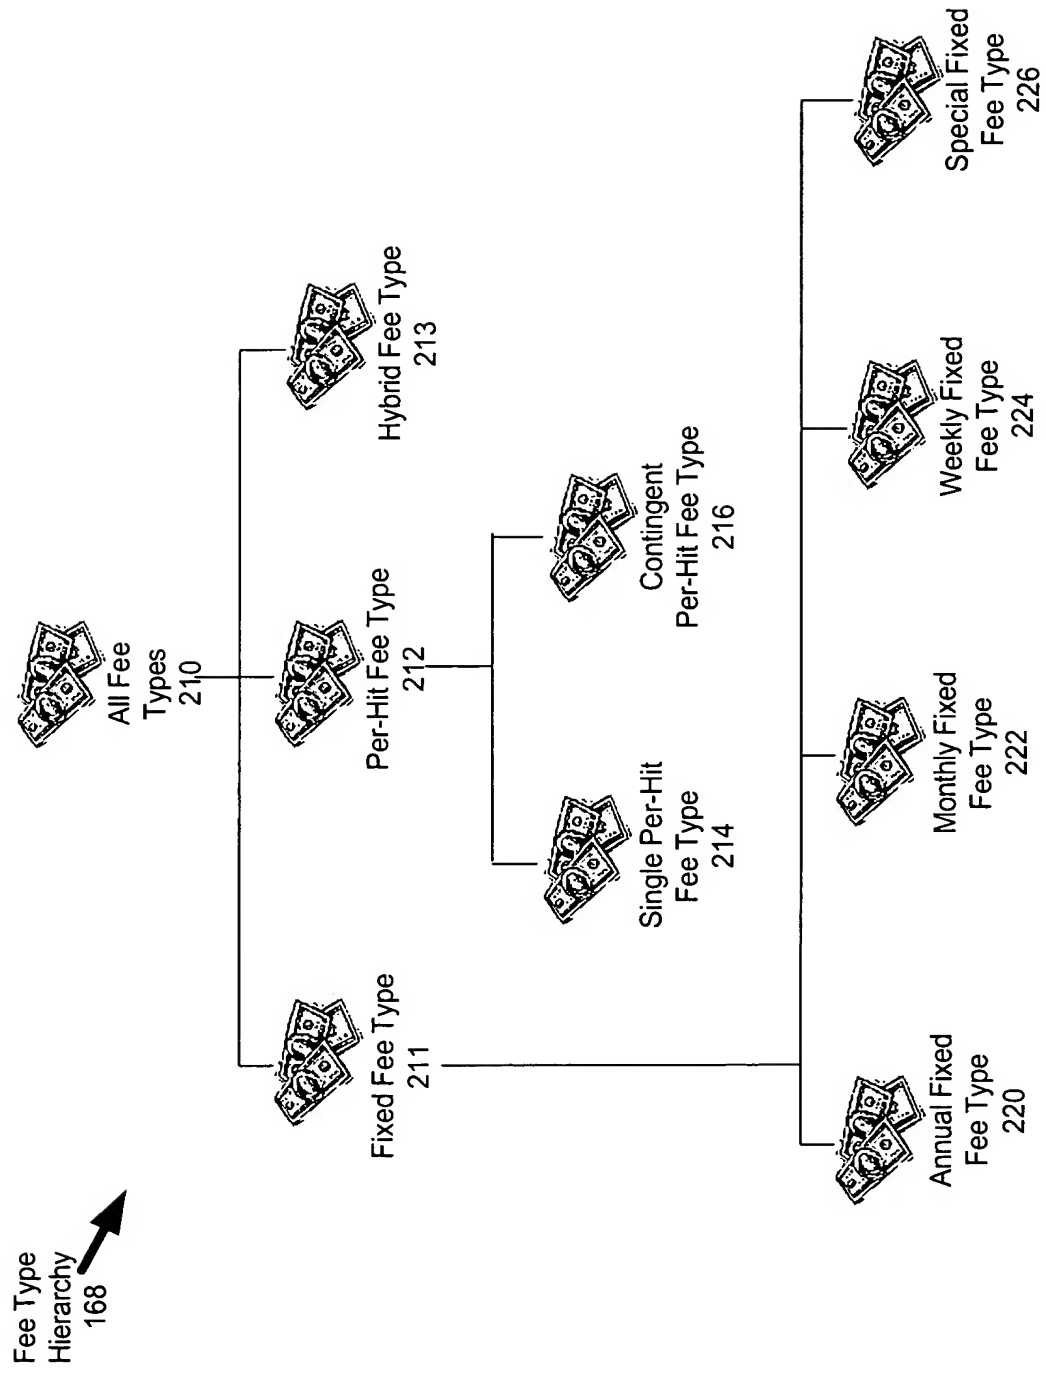 Fee Type
Hierarchy
168
All Fee
Types
210
Fixed Fee Type
211
Per-Hit Fee Type
212
Hybrid Fee Type
213
Single Per-Hit
Fee Type
214
Contingent
Per-Hit Fee Type
216
Annual Fixed
Fee Type
220
Monthly Fixed
Fee Type
222
Weekly Fixed
Fee Type
224
Special Fixed
Fee Type
226